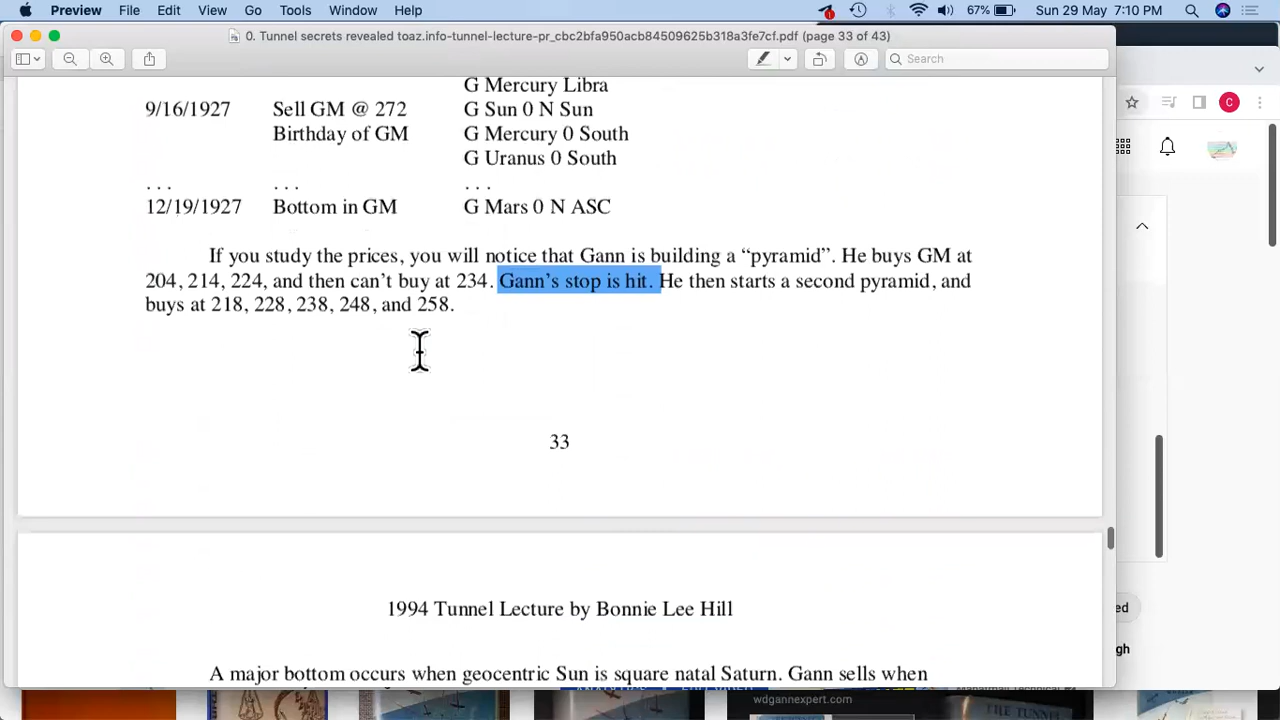 Preview File Edit View Go Tools Window Help 1 67% Sun 29 May 7:10 PM
0. Tunnel secrets revealed toaz.info-tunnel-lecture-pr_cbc2bfa950acb84509625b318a3fe7cf.pdf (page 33 of 43)
Search
C
G Mercury Libra
9/16/1927 Sell GM @ 272 G Sun 0 N Sun
Birthday of GM G Mercury 0 South
G Uranus 0 South
. . . . . . . . .
12/19/1927 Bottom in GM G Mars 0 N ASC
If you study the prices, you will notice that Gann is building a “pyramid”. He buys GM at
204, 214, 224, and then can’t buy at 234. Gann’s stop is hit. He then starts a second pyramid, and
buys at 218, 228, 238, 248, and 258.
33
1994 Tunnel Lecture by Bonnie Lee Hill
ed
gh
A major bottom occurs when geocentric Sun is square natal Saturn. Gann sells when
wdgannexpert.com